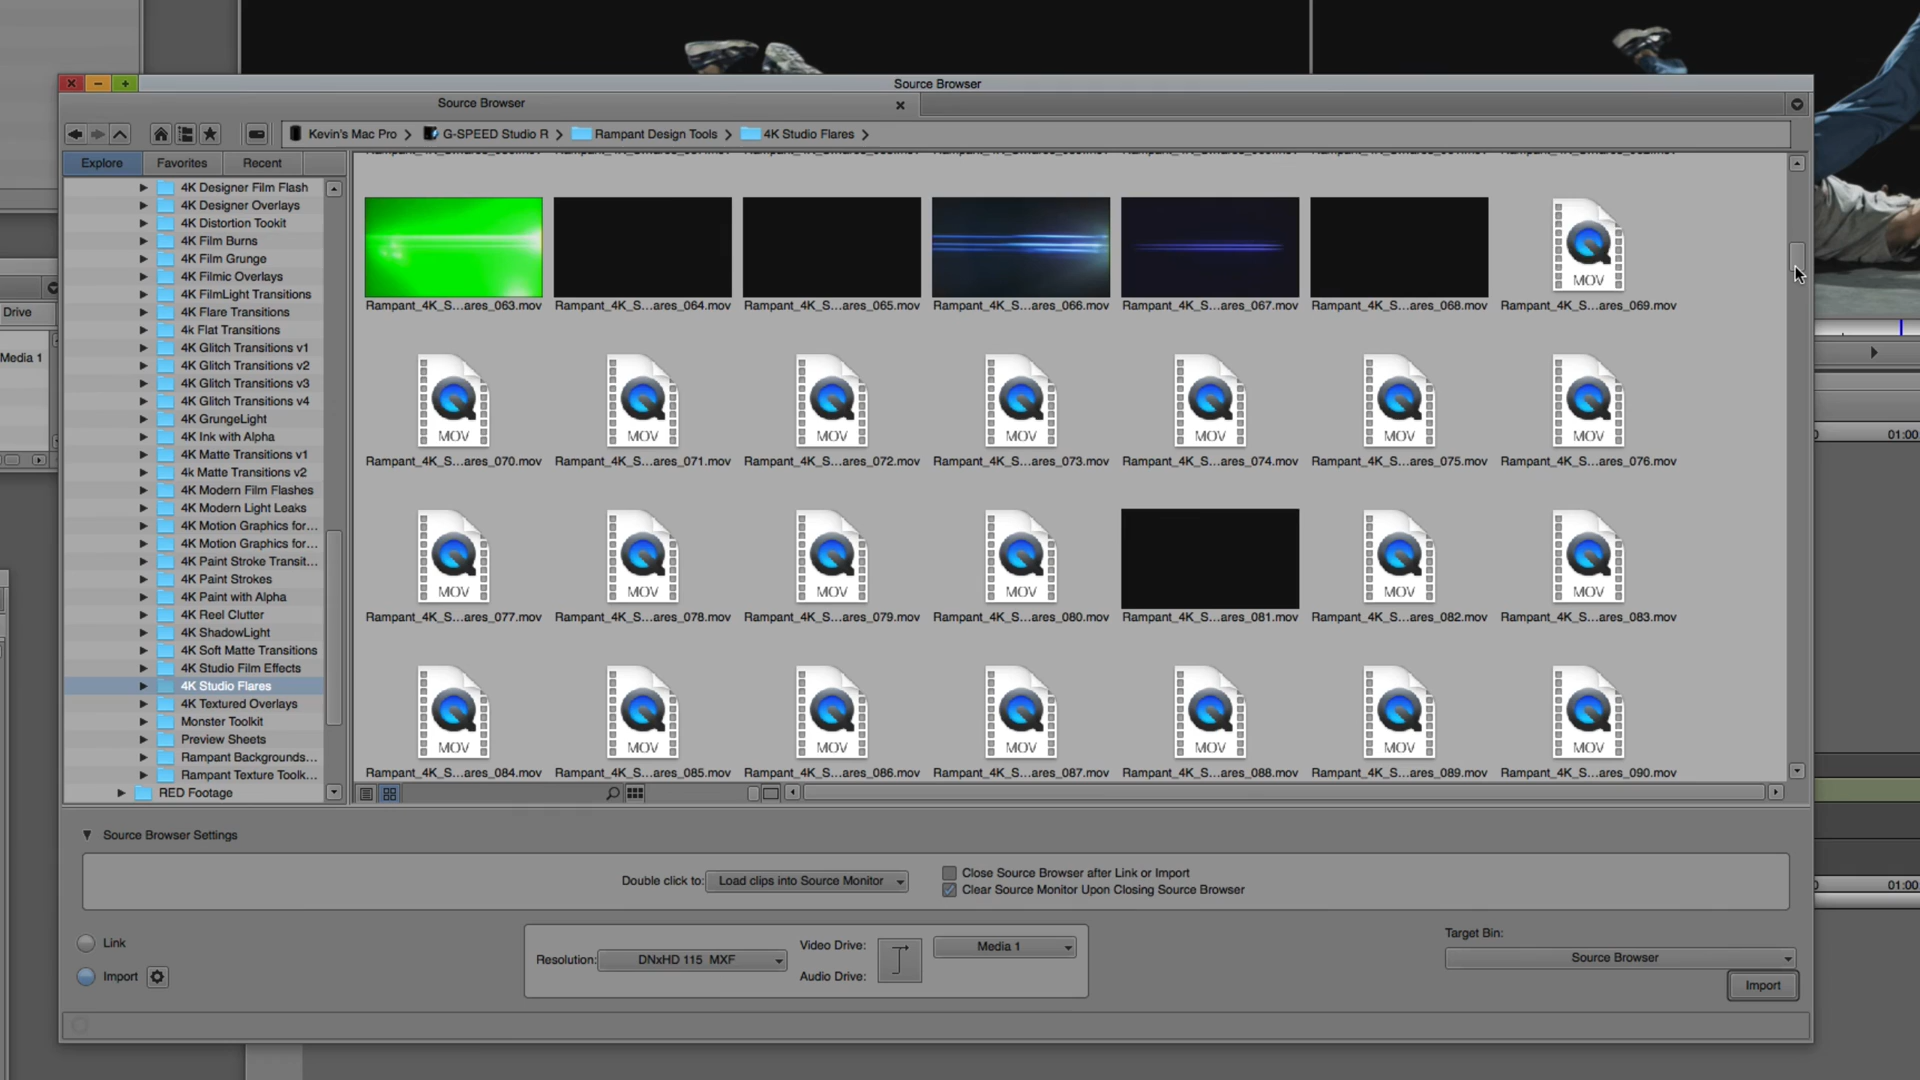 Source Browser
Source Browser
Kevin's Mac Pro
G-SPEED Studio R
Rampant Design Tools
4K Studio Flares
Explore
Favorites
Recent
4K Designer Film Flash
4K Designer Overlays
4K Distortion Tookit
4K Film Burns
4K Film Grunge
4K Filmic Overlays
4K FilmLight Transitions
4K Flare Transitions
4k Flat Transitions
4K Glitch Transitions v1
4K Glitch Transitions v2
4K Glitch Transitions v3
4K Glitch Transitions v4
4K GrungeLight
4K Ink with Alpha
4K Matte Transitions v1
4k Matte Transitions v2
4K Modern Film Flashes
4K Modern Light Leaks
4K Motion Graphics for...
4K Motion Graphics for...
4K Paint Stroke Transit...
4K Paint Strokes
4K Paint with Alpha
4K Reel Clutter
4K ShadowLight
4K Soft Matte Transitions
4K Studio Film Effects
4K Studio Flares
4K Textured Overlays
Monster Toolkit
Preview Sheets
Rampant Backgrounds...
Rampant Texture Toolk...
RED Footage
MOV
Rampant_4K_S...ares_063.mov Rampant_4K_S...ares_064.mov Rampant_4K_S...ares_065.mov Rampant_4K_S...ares_066.mov Rampant_4K_S...ares_067.mov Rampant_4K_S...ares_068.mov Rampant_4K_S...ares_069.mov
MOV MOV MOV MOV MOV MOV MOV
Rampant_4K_S...ares_070.mov Rampant_4K_S...ares_071.mov Rampant_4K_S...ares_072.mov Rampant_4K_S...ares_073.mov Rampant_4K_S...ares_074.mov Rampant_4K_S...ares_075.mov Rampant_4K_S...ares_076.mov
MOV MOV MOV MOV MOV MOV
Rampant_4K_S...ares_077.mov Rampant_4K_S...ares_078.mov Rampant_4K_S...ares_079.mov Rampant_4K_S...ares_080.mov Rampant_4K_S...ares_081.mov Rampant_4K_S...ares_082.mov Rampant_4K_S...ares_083.mov
MOV MOV MOV MOV MOV MOV MOV
Rampant_4K_S...ares_084.mov Rampant_4K_S...ares_085.mov Rampant_4K_S...ares_086.mov Rampant_4K_S...ares_087.mov Rampant_4K_S...ares_088.mov Rampant_4K_S...ares_089.mov Rampant_4K_S...ares_090.mov
Drive
Media 1
01:00
01:00
Source Browser Settings
Double click to: Load clips into Source Monitor
Close Source Browser after Link or Import
Clear Source Monitor Upon Closing Source Browser
Link
Import
Resolution: DNxHD 115 MXF
Video Drive:
Audio Drive:
Media 1
Target Bin:
Source Browser
Import